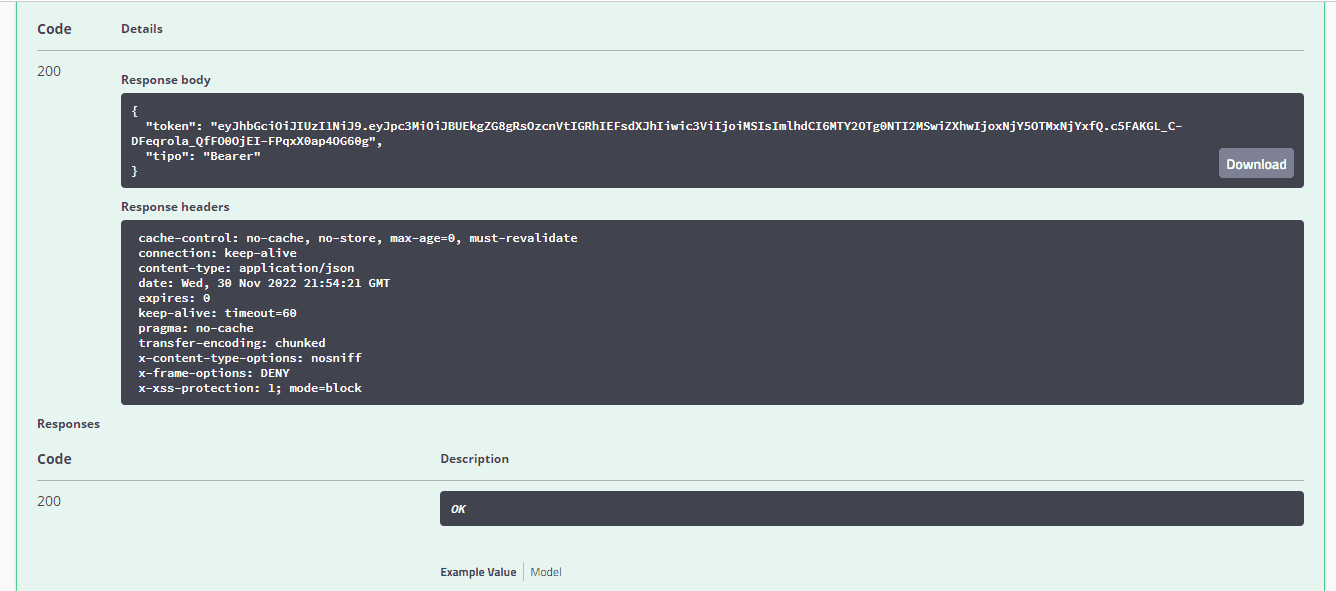 Code Details
200
Response body
{
"token": "eyJhbGciOiJIUzI1NiJ9.eyJpc3MiOiJBUEkgZG8gRsOzcnVtIGRhIEFsdXJhIiwic3ViIjoiMSIsImlhdCI6MTY2OTg0NTI2MSwiZXhwIjoxNjY5OTMxNjYxfQ.c5FAKGL_C-
DFeqrola_QfFO0OjEI-FPqxX0ap4OG60g",
"tipo": "Bearer"
}
Download
Response headers
cache-control: no-cache, no-store, max-age=0, must-revalidate
connection: keep-alive
content-type: application/json
date: Wed, 30 Nov 2022 21:54:21 GMT
expires: 0
keep-alive: timeout=60
pragma: no-cache
transfer-encoding: chunked
x-content-type-options: nosniff
x-frame-options: DENY
x-xss-protection: 1; mode=block
Responses
Code Description
200
OK
Example Value Model